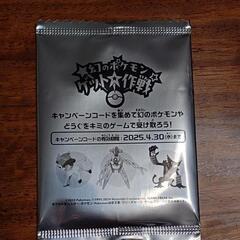 幻のポケモン
ゲット☆作戦
キャンペーンコードを集めて幻のポケモンや
どうぐをキミのゲームで受け取ろう!
キャンペーンコードの有効期限 2025.4.30(水)まで